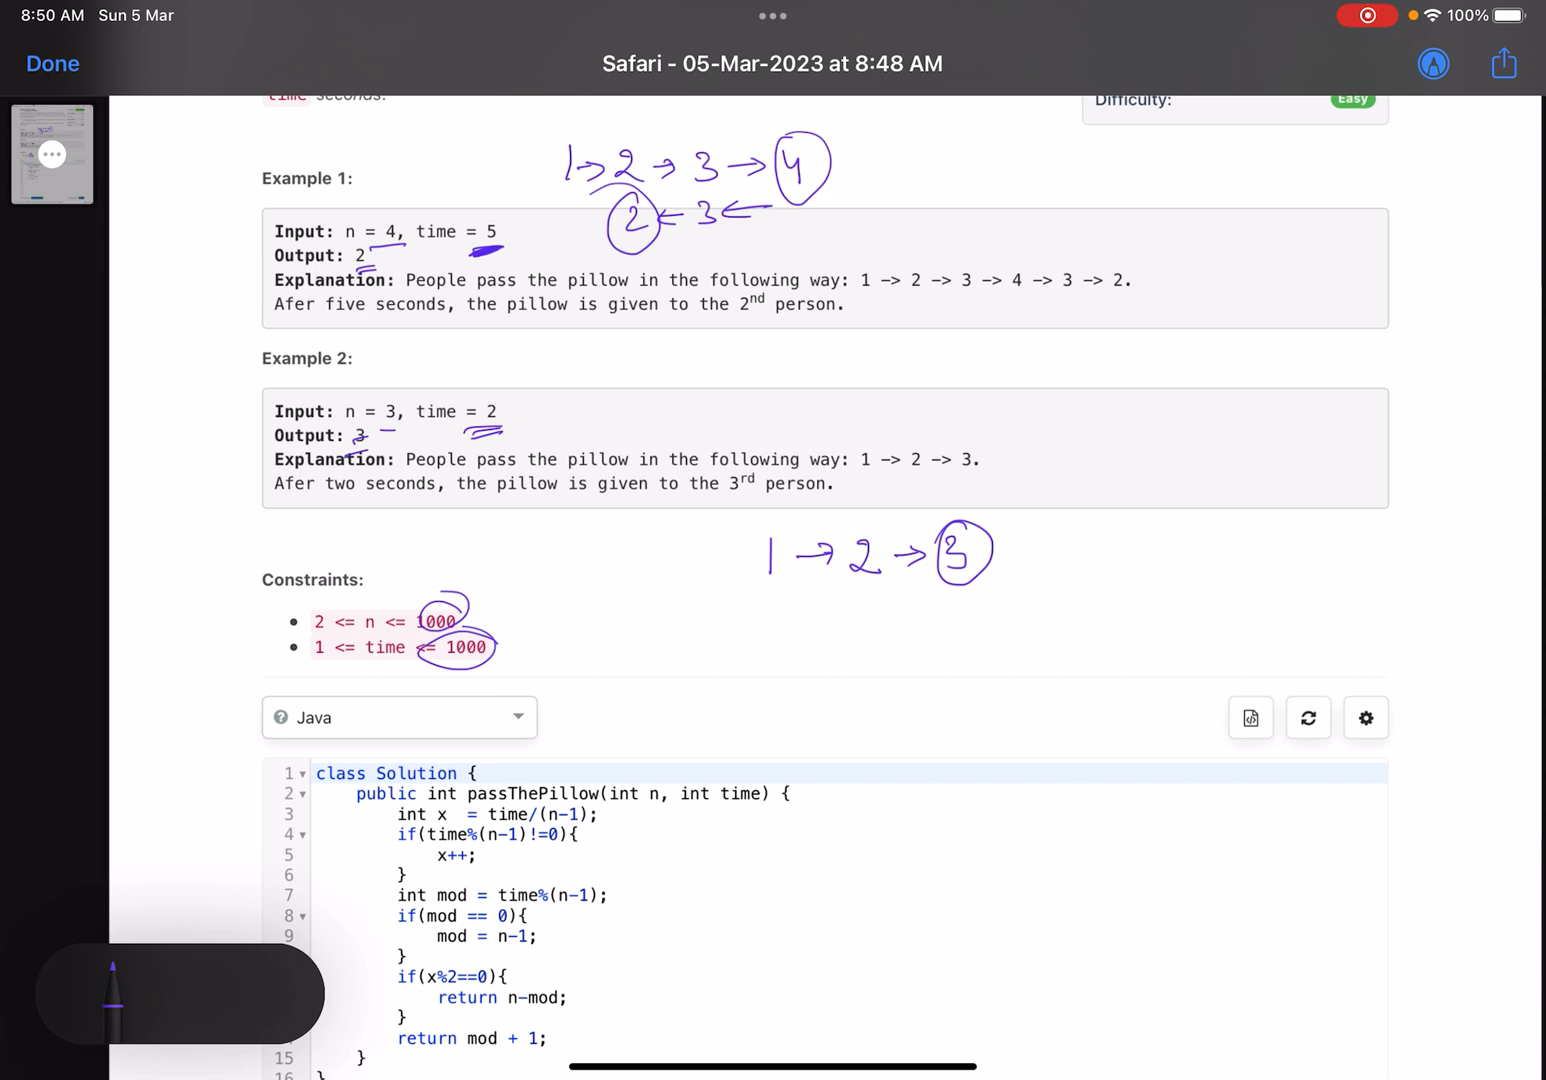 8:50 AM Sun 5 Mar
100%
Done
Safari - 05-Mar-2023 at 8:48 AM
time seconds.
Difficulty: Easy
1 → 2 → 3 → 4
2 ← 3 ←
Example 1:
Input: n = 4, time = 5
Output: 2
Explanation: People pass the pillow in the following way: 1 -> 2 -> 3 -> 4 -> 3 -> 2.
Afer five seconds, the pillow is given to the 2nd person.
Example 2:
Input: n = 3, time = 2
Output: 3
Explanation: People pass the pillow in the following way: 1 -> 2 -> 3.
Afer two seconds, the pillow is given to the 3rd person.
1 → 2 → 3
Constraints:
2 <= n <= 1000
1 <= time <= 1000
Java
1 class Solution {
2 public int passThePillow(int n, int time) {
3 int x  = time/(n-1);
4 if(time%(n-1)!=0){
5 x++;
6 }
7 int mod = time%(n-1);
8 if(mod == 0){
9 mod = n-1;
}
if(x%2==0){
return n-mod;
}
return mod + 1;
15 }
16 }